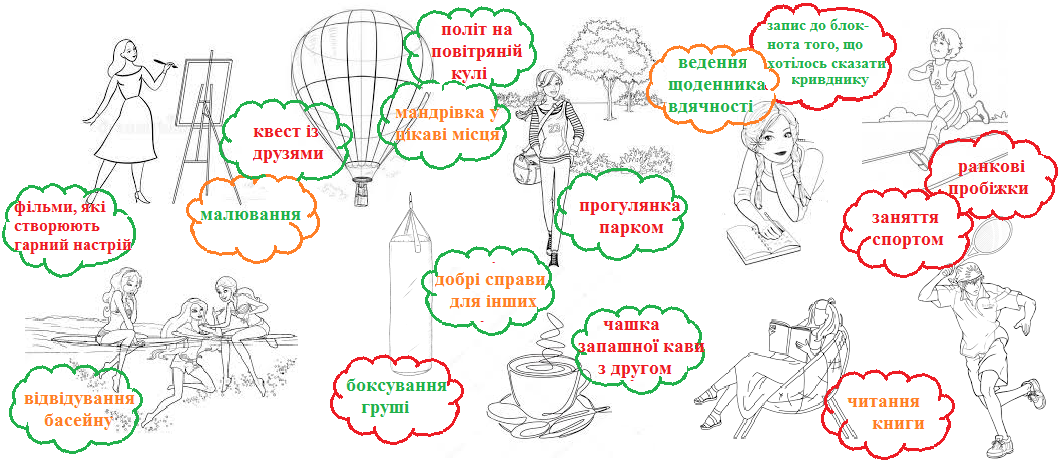 політ на
повітряній
кулі
запис до блок-
нота того, що
хотілось сказати
кривднику
ведення
щоденника
вдячності
мандрівка у
цікаві місця
квест із
друзями
ранкові
пробіжки
фільми, які
створюють
гарний настрій
малювання
прогулянка
парком
заняття
спортом
добрі справи
для інших
чашка
запашної кави
з другом
відвідування
басейну
боксування
груші
читання
книги